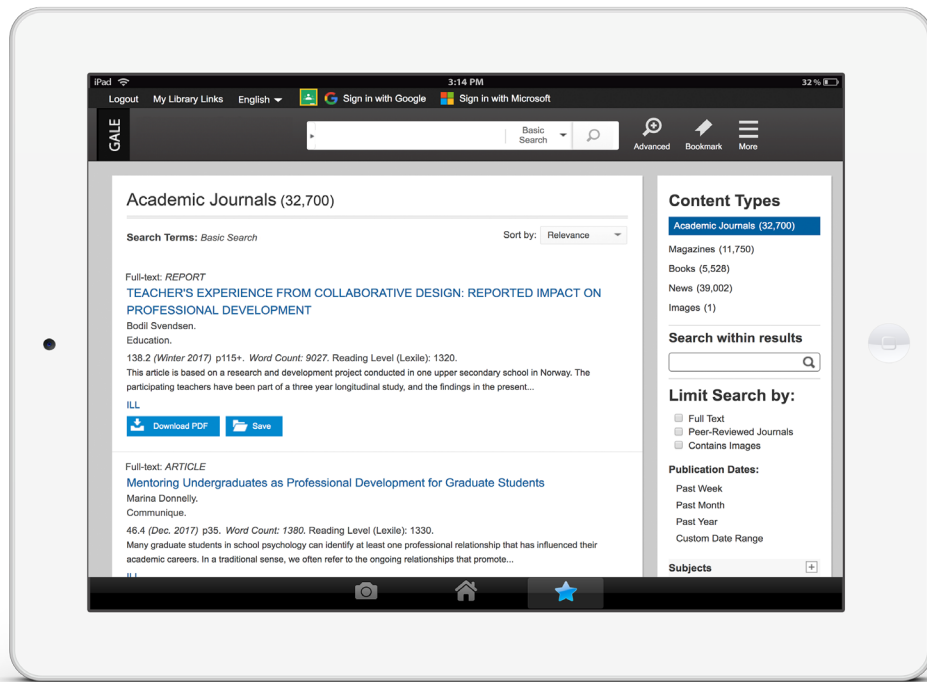 iPad 3:14 PM 32 %
Logout My Library Links English Sign in with Google Sign in with Microsoft
GALE
Basic Search
Advanced Bookmark More
Academic Journals (32,700)
Search Terms: Basic Search Sort by: Relevance
Full-text: REPORT
TEACHER'S EXPERIENCE FROM COLLABORATIVE DESIGN: REPORTED IMPACT ON
PROFESSIONAL DEVELOPMENT
Bodil Svendsen.
Education.
138.2 (Winter 2017) p115+. Word Count: 9027. Reading Level (Lexile): 1320.
This article is based on a research and development project conducted in one upper secondary school in Norway. The
participating teachers have been part of a three year longitudinal study, and the findings in the present...
ILL
Download PDF Save
Full-text: ARTICLE
Mentoring Undergraduates as Professional Development for Graduate Students
Marina Donnelly.
Communique.
46.4 (Dec. 2017) p35. Word Count: 1380. Reading Level (Lexile): 1330.
Many graduate students in school psychology can identify at least one professional relationship that has influenced their
academic careers. In a traditional sense, we often refer to the ongoing relationships that promote...
ILL
Content Types
Academic Journals (32,700)
Magazines (11,750)
Books (5,528)
News (39,002)
Images (1)
Search within results
Limit Search by:
Full Text
Peer-Reviewed Journals
Contains Images
Publication Dates:
Past Week
Past Month
Past Year
Custom Date Range
Subjects